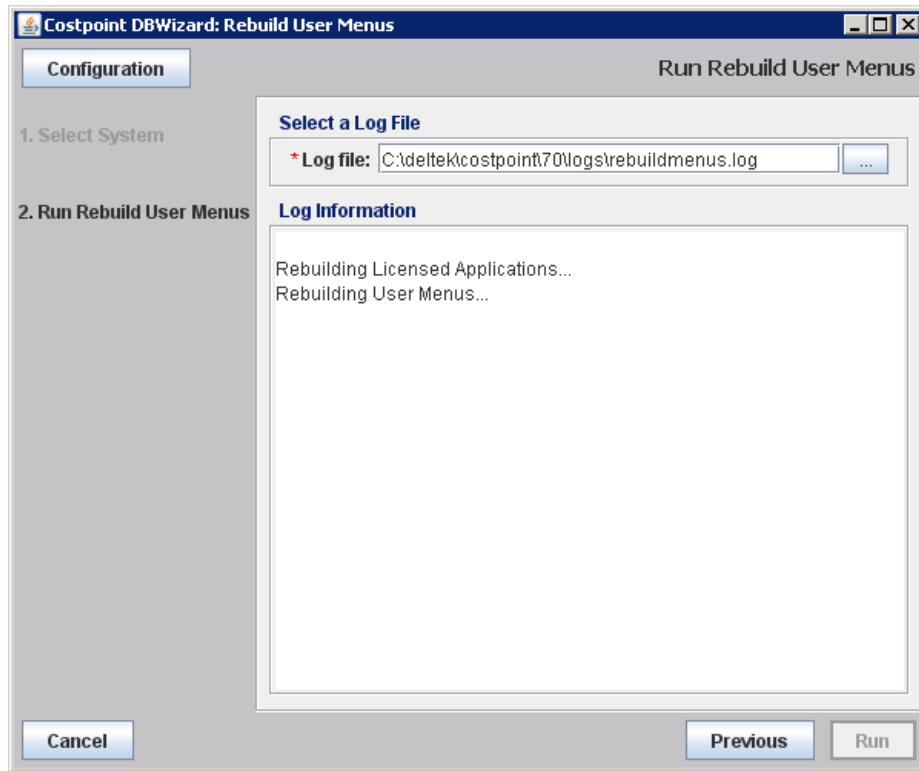 Costpoint DBWizard: Rebuild User Menus
Configuration
Run Rebuild User Menus
1. Select System
2. Run Rebuild User Menus
Select a Log File
*Log file: C:\deltek\costpoint\70\logs\rebuildmenus.log ...
Log Information
Rebuilding Licensed Applications...
Rebuilding User Menus...
Cancel
Previous
Run